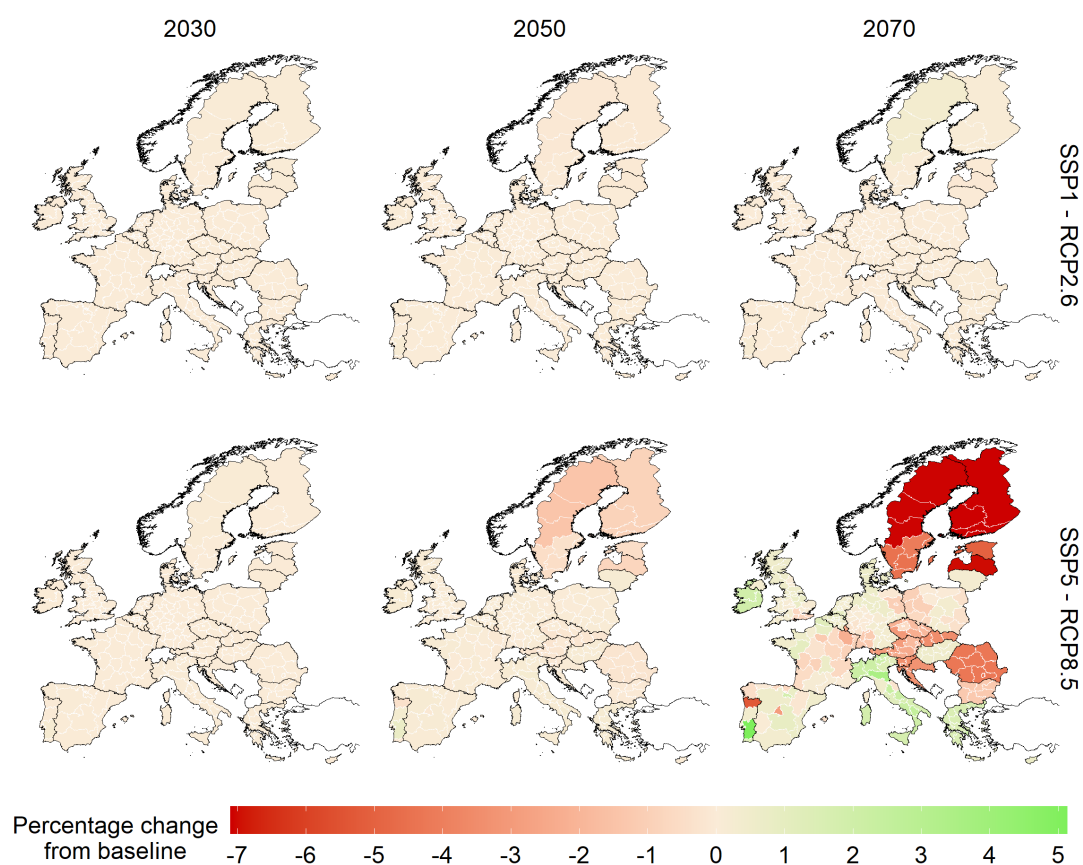 2030 2050 2070
SSP1 - RCP2.6
SSP5 - RCP8.5
Percentage change
from baseline
-7 -6 -5 -4 -3 -2 -1 0 1 2 3 4 5